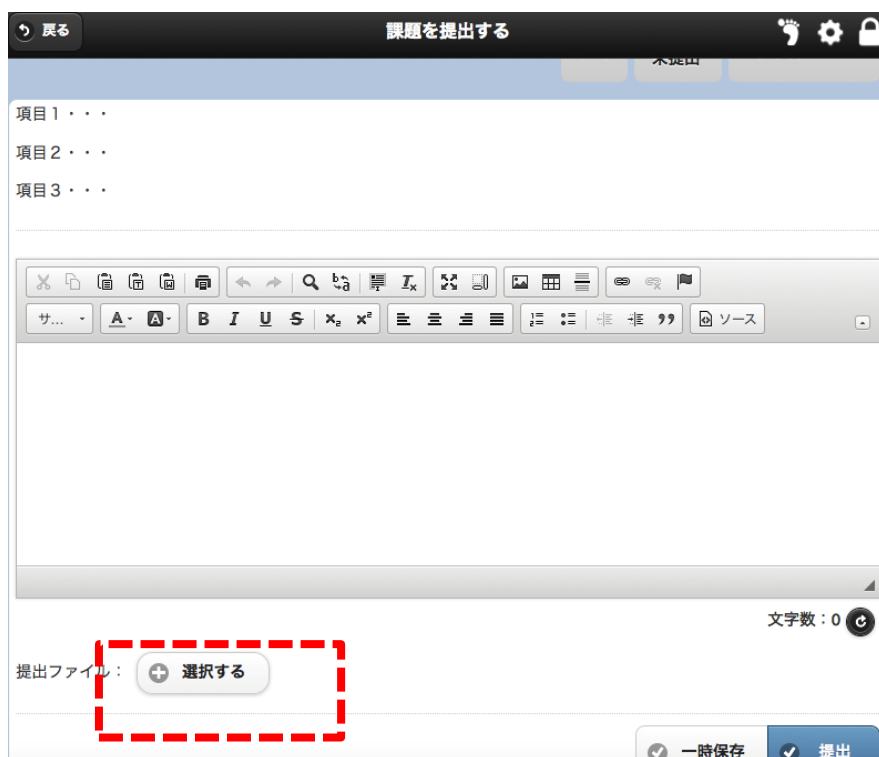 戻る
課題を提出する
未提出
項目1・・・
項目2・・・
項目3・・・
サ...
A
A
B I U S x₂ x²
ソース
文字数：0
提出ファイル：
選択する
一時保存
提出